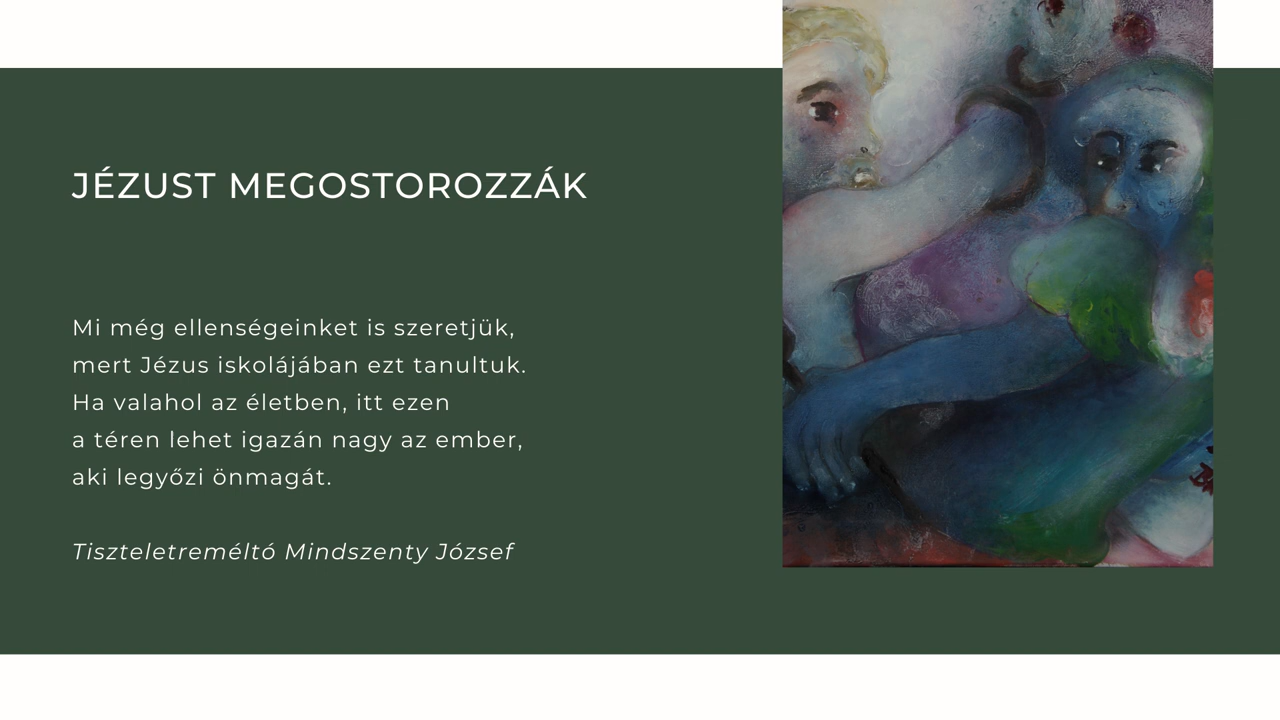 JÉZUST MEGOSTOROZZÁK
Mi még ellenségeinket is szeretjük,
mert Jézus iskolájában ezt tanultuk.
Ha valahol az életben, itt ezen
a téren lehet igazán nagy az ember,
aki legyőzi önmagát.
Tiszteletreméltó Mindszenty József